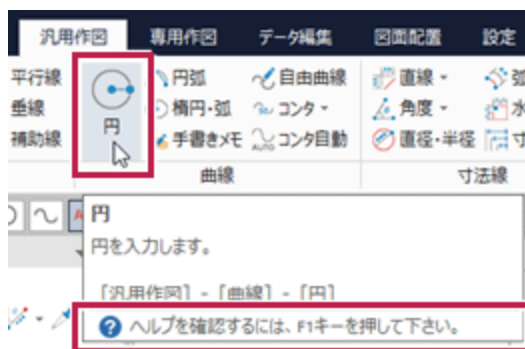 汎用作図 専用作図 データ編集 図面配置 設定
平行線 円弧 自由曲線 直線
垂線 円 楕円・弧 コンタ 角度
補助線 手書きメモ AUTO コンタ自動 直径・半径
曲線 寸法線
円
円を入力します。
[汎用作図] - [曲線] - [円]
ヘルプを確認するには、F1キーを押して下さい。